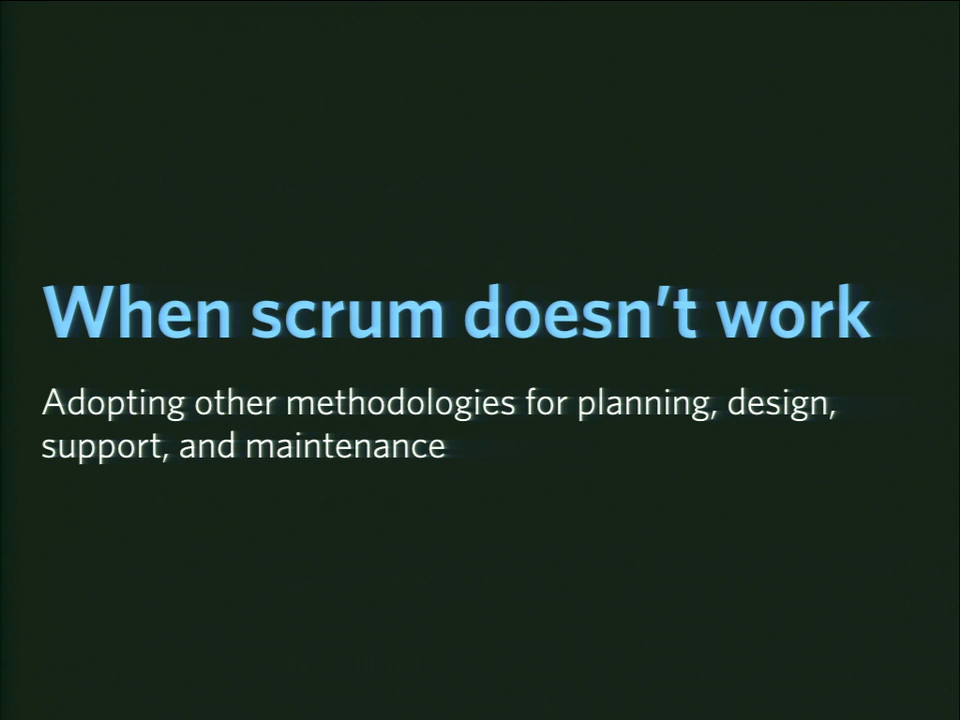 When scrum doesn't work
Adopting other methodologies for planning, design,
support, and maintenance